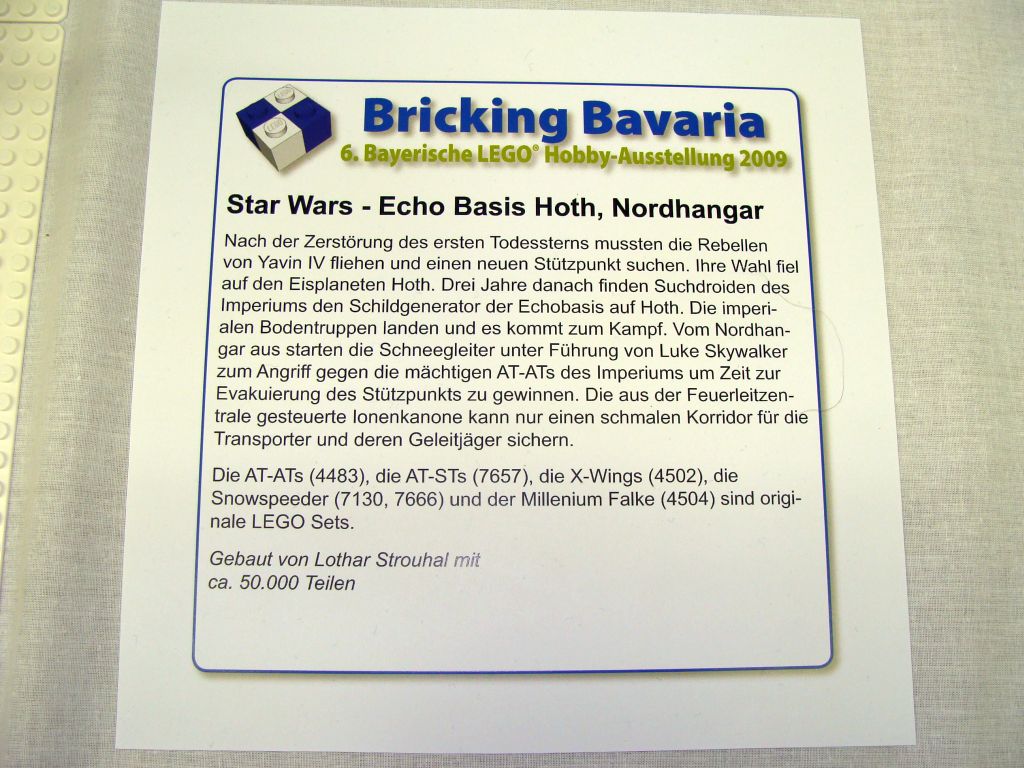 Bricking Bavaria
6. Bayerische LEGO® Hobby-Ausstellung 2009
Star Wars - Echo Basis Hoth, Nordhangar
Nach der Zerstörung des ersten Todessterns mussten die Rebellen
von Yavin IV fliehen und einen neuen Stützpunkt suchen. Ihre Wahl fiel
auf den Eisplaneten Hoth. Drei Jahre danach finden Suchdroiden des
Imperiums den Schildgenerator der Echobasis auf Hoth. Die imperi-
alen Bodentruppen landen und es kommt zum Kampf. Vom Nordhan-
gar aus starten die Schneegleiter unter Führung von Luke Skywalker
zum Angriff gegen die mächtigen AT-ATs des Imperiums um Zeit zur
Evakuierung des Stützpunkts zu gewinnen. Die aus der Feuerleitzen-
trale gesteuerte Ionenkanone kann nur einen schmalen Korridor für die
Transporter und deren Geleitjäger sichern.
Die AT-ATs (4483), die AT-STs (7657), die X-Wings (4502), die
Snowspeeder (7130, 7666) und der Millenium Falke (4504) sind origi-
nale LEGO Sets.
Gebaut von Lothar Strouhal mit
ca. 50.000 Teilen